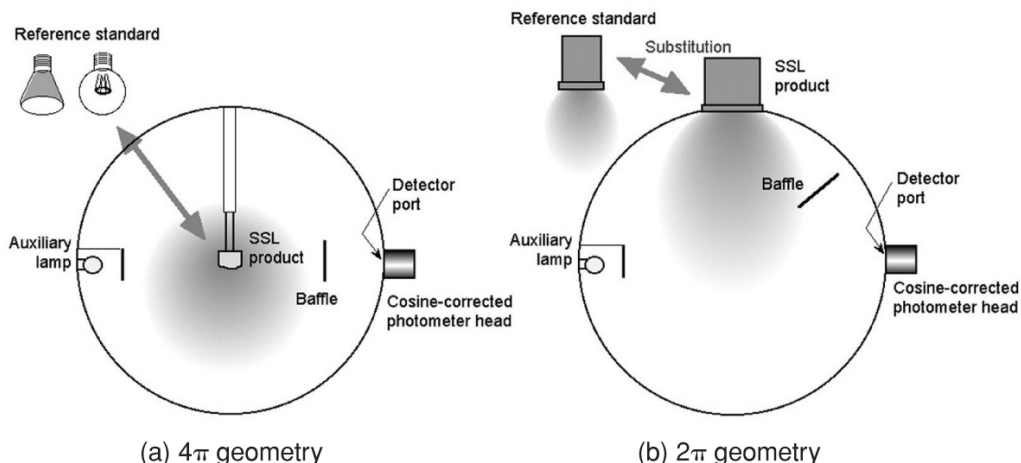 Reference standard
SSL
product
Detector
port
Auxiliary
lamp
Baffle
Cosine-corrected
photometer head
(a) 4π geometry
Reference standard
Substitution
SSL
product
Baffle
Detector
port
Auxiliary
lamp
Cosine-corrected
photometer head
(b) 2π geometry